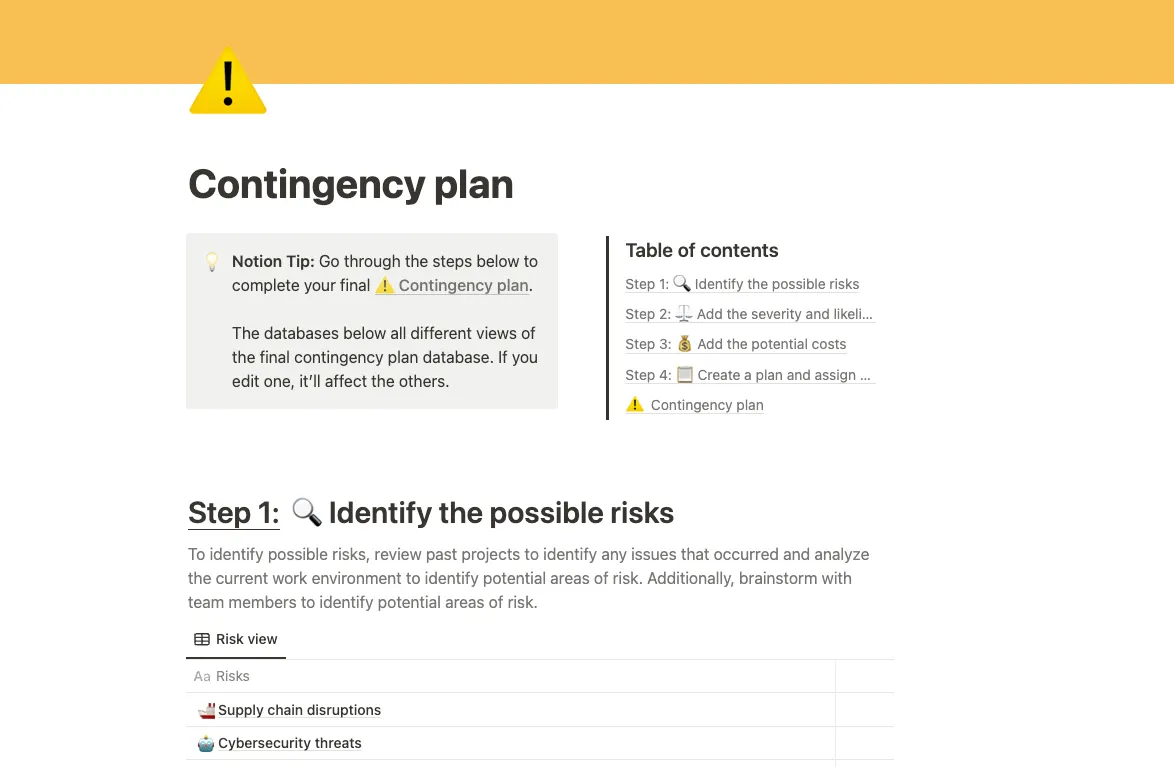 Contingency plan
Notion Tip: Go through the steps below to
complete your final ⚠️ Contingency plan.
The databases below all different views of
the final contingency plan database. If you
edit one, it’ll affect the others.
Table of contents
Step 1: 🔍 Identify the possible risks
Step 2: ⚖️ Add the severity and likeli...
Step 3: 💰 Add the potential costs
Step 4: 📋 Create a plan and assign ...
⚠️ Contingency plan
Step 1: 🔍 Identify the possible risks
To identify possible risks, review past projects to identify any issues that occurred and analyze
the current work environment to identify potential areas of risk. Additionally, brainstorm with
team members to identify potential areas of risk.
Risk view
Aa Risks
🚢 Supply chain disruptions
🤖 Cybersecurity threats